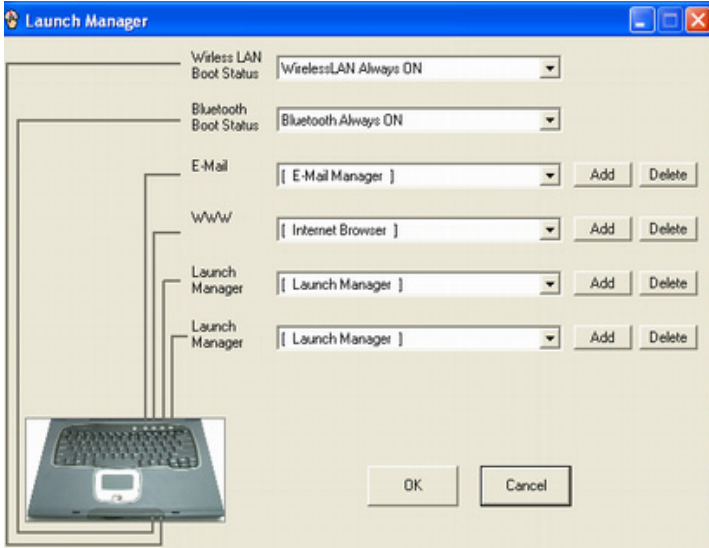 Launch Manager
Wirless LAN
Boot Status
WirelessLAN Always ON
Bluetooth
Boot Status
Bluetooth Always ON
E-Mail
[ E-Mail Manager ]
Add
Delete
WWW
[ Internet Browser ]
Add
Delete
Launch
Manager
[ Launch Manager ]
Add
Delete
Launch
Manager
[ Launch Manager ]
Add
Delete
OK
Cancel